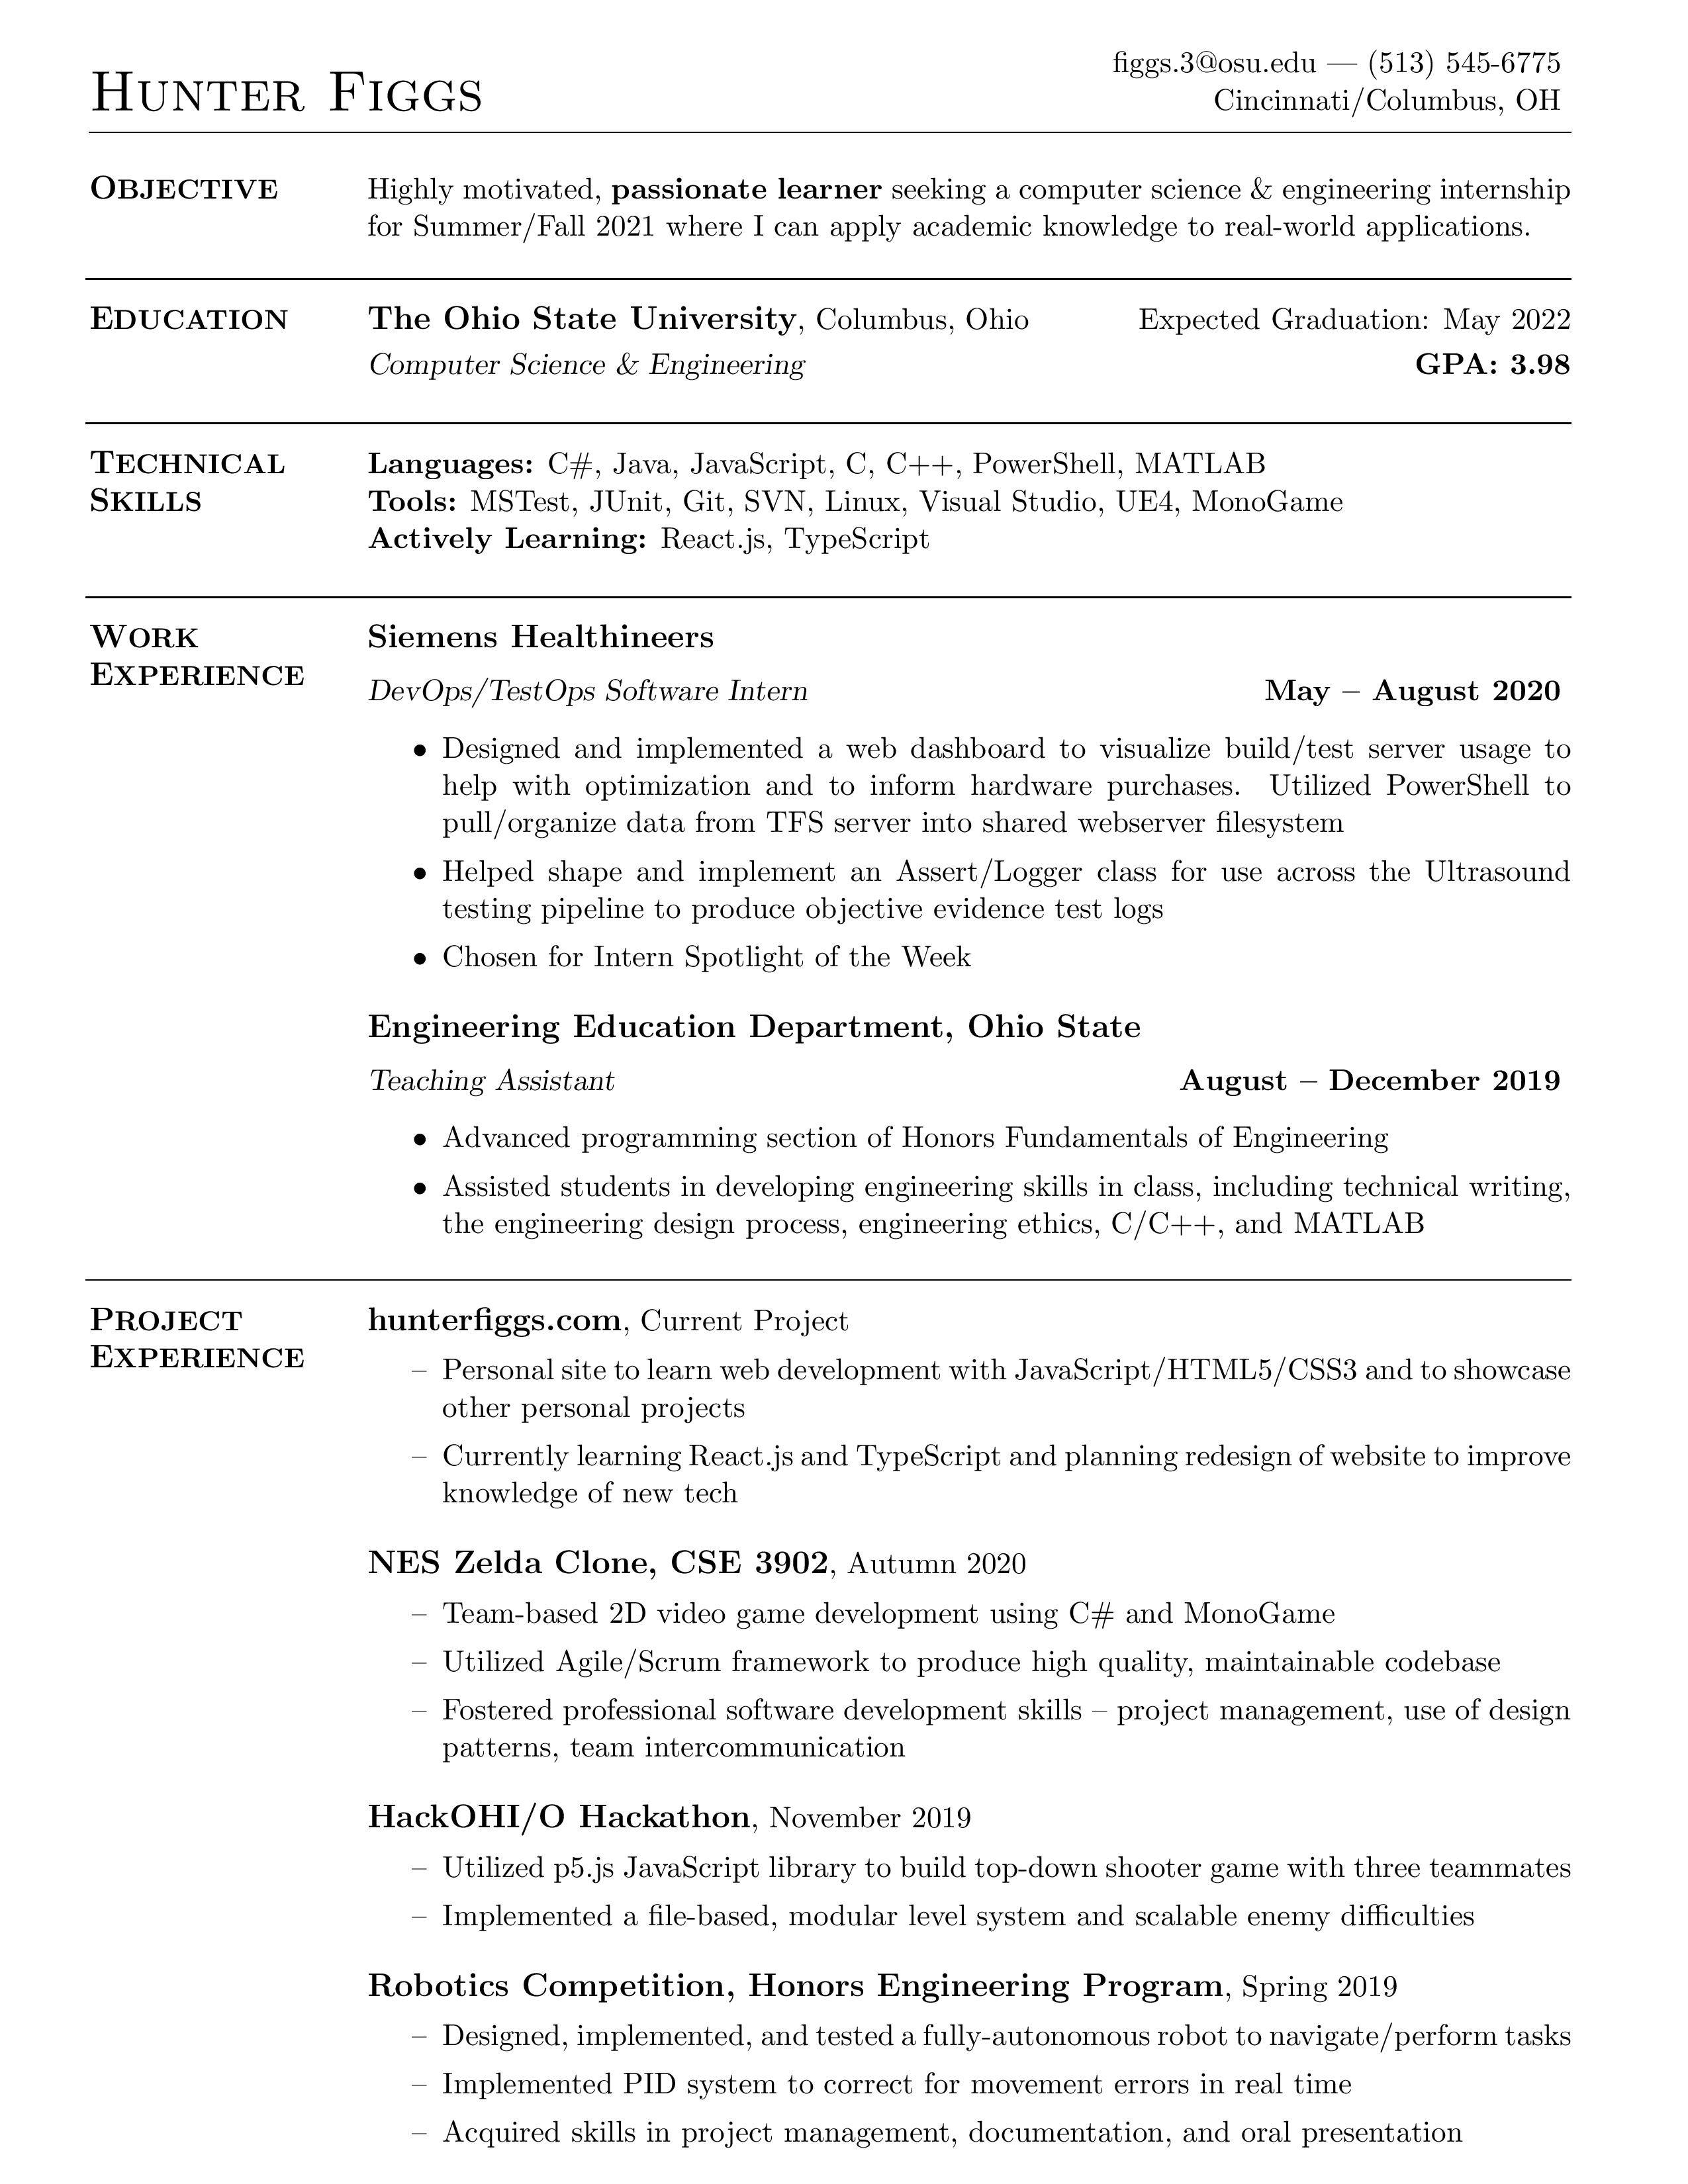 HUNTER FIGGS
figgs.3@osu.edu — (513) 545-6775
Cincinnati/Columbus, OH
OBJECTIVE
Highly motivated, passionate learner seeking a computer science & engineering internship
for Summer/Fall 2021 where I can apply academic knowledge to real-world applications.
EDUCATION
The Ohio State University, Columbus, Ohio Expected Graduation: May 2022
Computer Science & Engineering GPA: 3.98
TECHNICAL
SKILLS
Languages: C#, Java, JavaScript, C, C++, PowerShell, MATLAB
Tools: MSTest, JUnit, Git, SVN, Linux, Visual Studio, UE4, MonoGame
Actively Learning: React.js, TypeScript
WORK
EXPERIENCE
Siemens Healthineers
DevOps/TestOps Software Intern May – August 2020
• Designed and implemented a web dashboard to visualize build/test server usage to
help with optimization and to inform hardware purchases. Utilized PowerShell to
pull/organize data from TFS server into shared webserver filesystem
• Helped shape and implement an Assert/Logger class for use across the Ultrasound
testing pipeline to produce objective evidence test logs
• Chosen for Intern Spotlight of the Week
Engineering Education Department, Ohio State
Teaching Assistant August – December 2019
• Advanced programming section of Honors Fundamentals of Engineering
• Assisted students in developing engineering skills in class, including technical writing,
the engineering design process, engineering ethics, C/C++, and MATLAB
PROJECT
EXPERIENCE
hunterfiggs.com, Current Project
– Personal site to learn web development with JavaScript/HTML5/CSS3 and to showcase
other personal projects
– Currently learning React.js and TypeScript and planning redesign of website to improve
knowledge of new tech
NES Zelda Clone, CSE 3902, Autumn 2020
– Team-based 2D video game development using C# and MonoGame
– Utilized Agile/Scrum framework to produce high quality, maintainable codebase
– Fostered professional software development skills – project management, use of design
patterns, team intercommunication
HackOHI/O Hackathon, November 2019
– Utilized p5.js JavaScript library to build top-down shooter game with three teammates
– Implemented a file-based, modular level system and scalable enemy difficulties
Robotics Competition, Honors Engineering Program, Spring 2019
– Designed, implemented, and tested a fully-autonomous robot to navigate/perform tasks
– Implemented PID system to correct for movement errors in real time
– Acquired skills in project management, documentation, and oral presentation